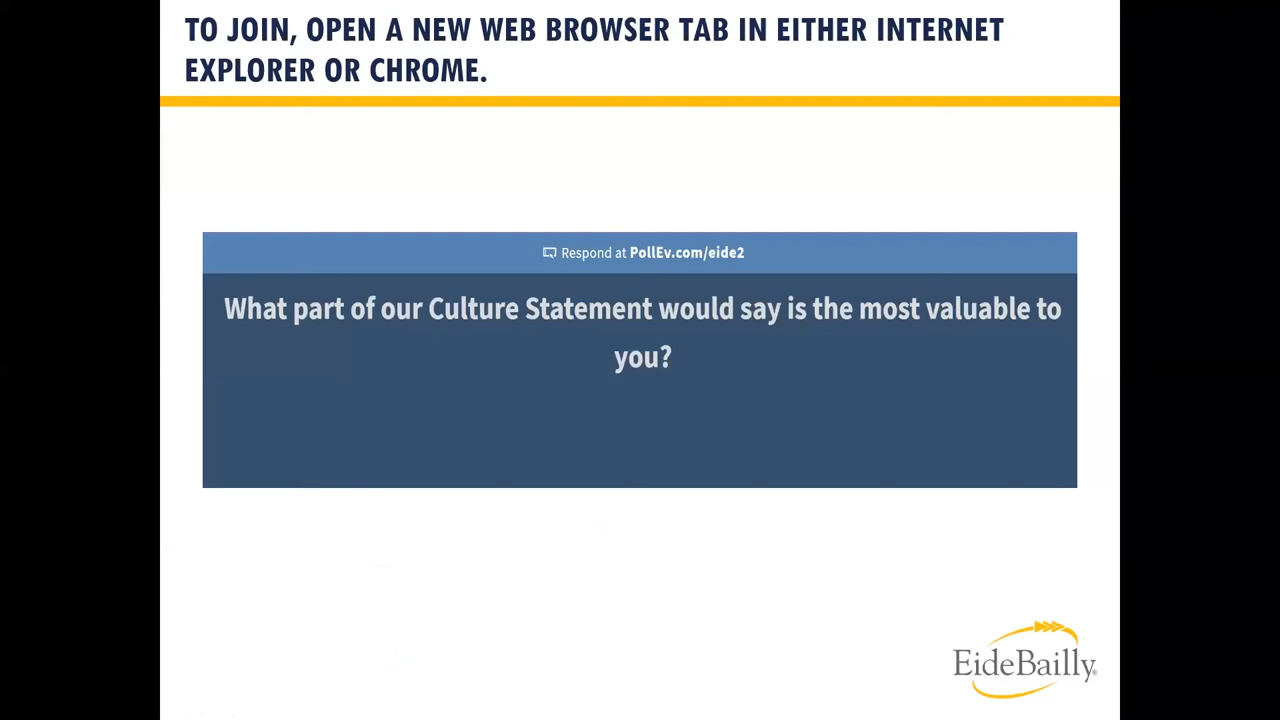 TO JOIN, OPEN A NEW WEB BROWSER TAB IN EITHER INTERNET
EXPLORER OR CHROME.
Respond at PollEv.com/eide2
What part of our Culture Statement would say is the most valuable to
you?
EideBailly®